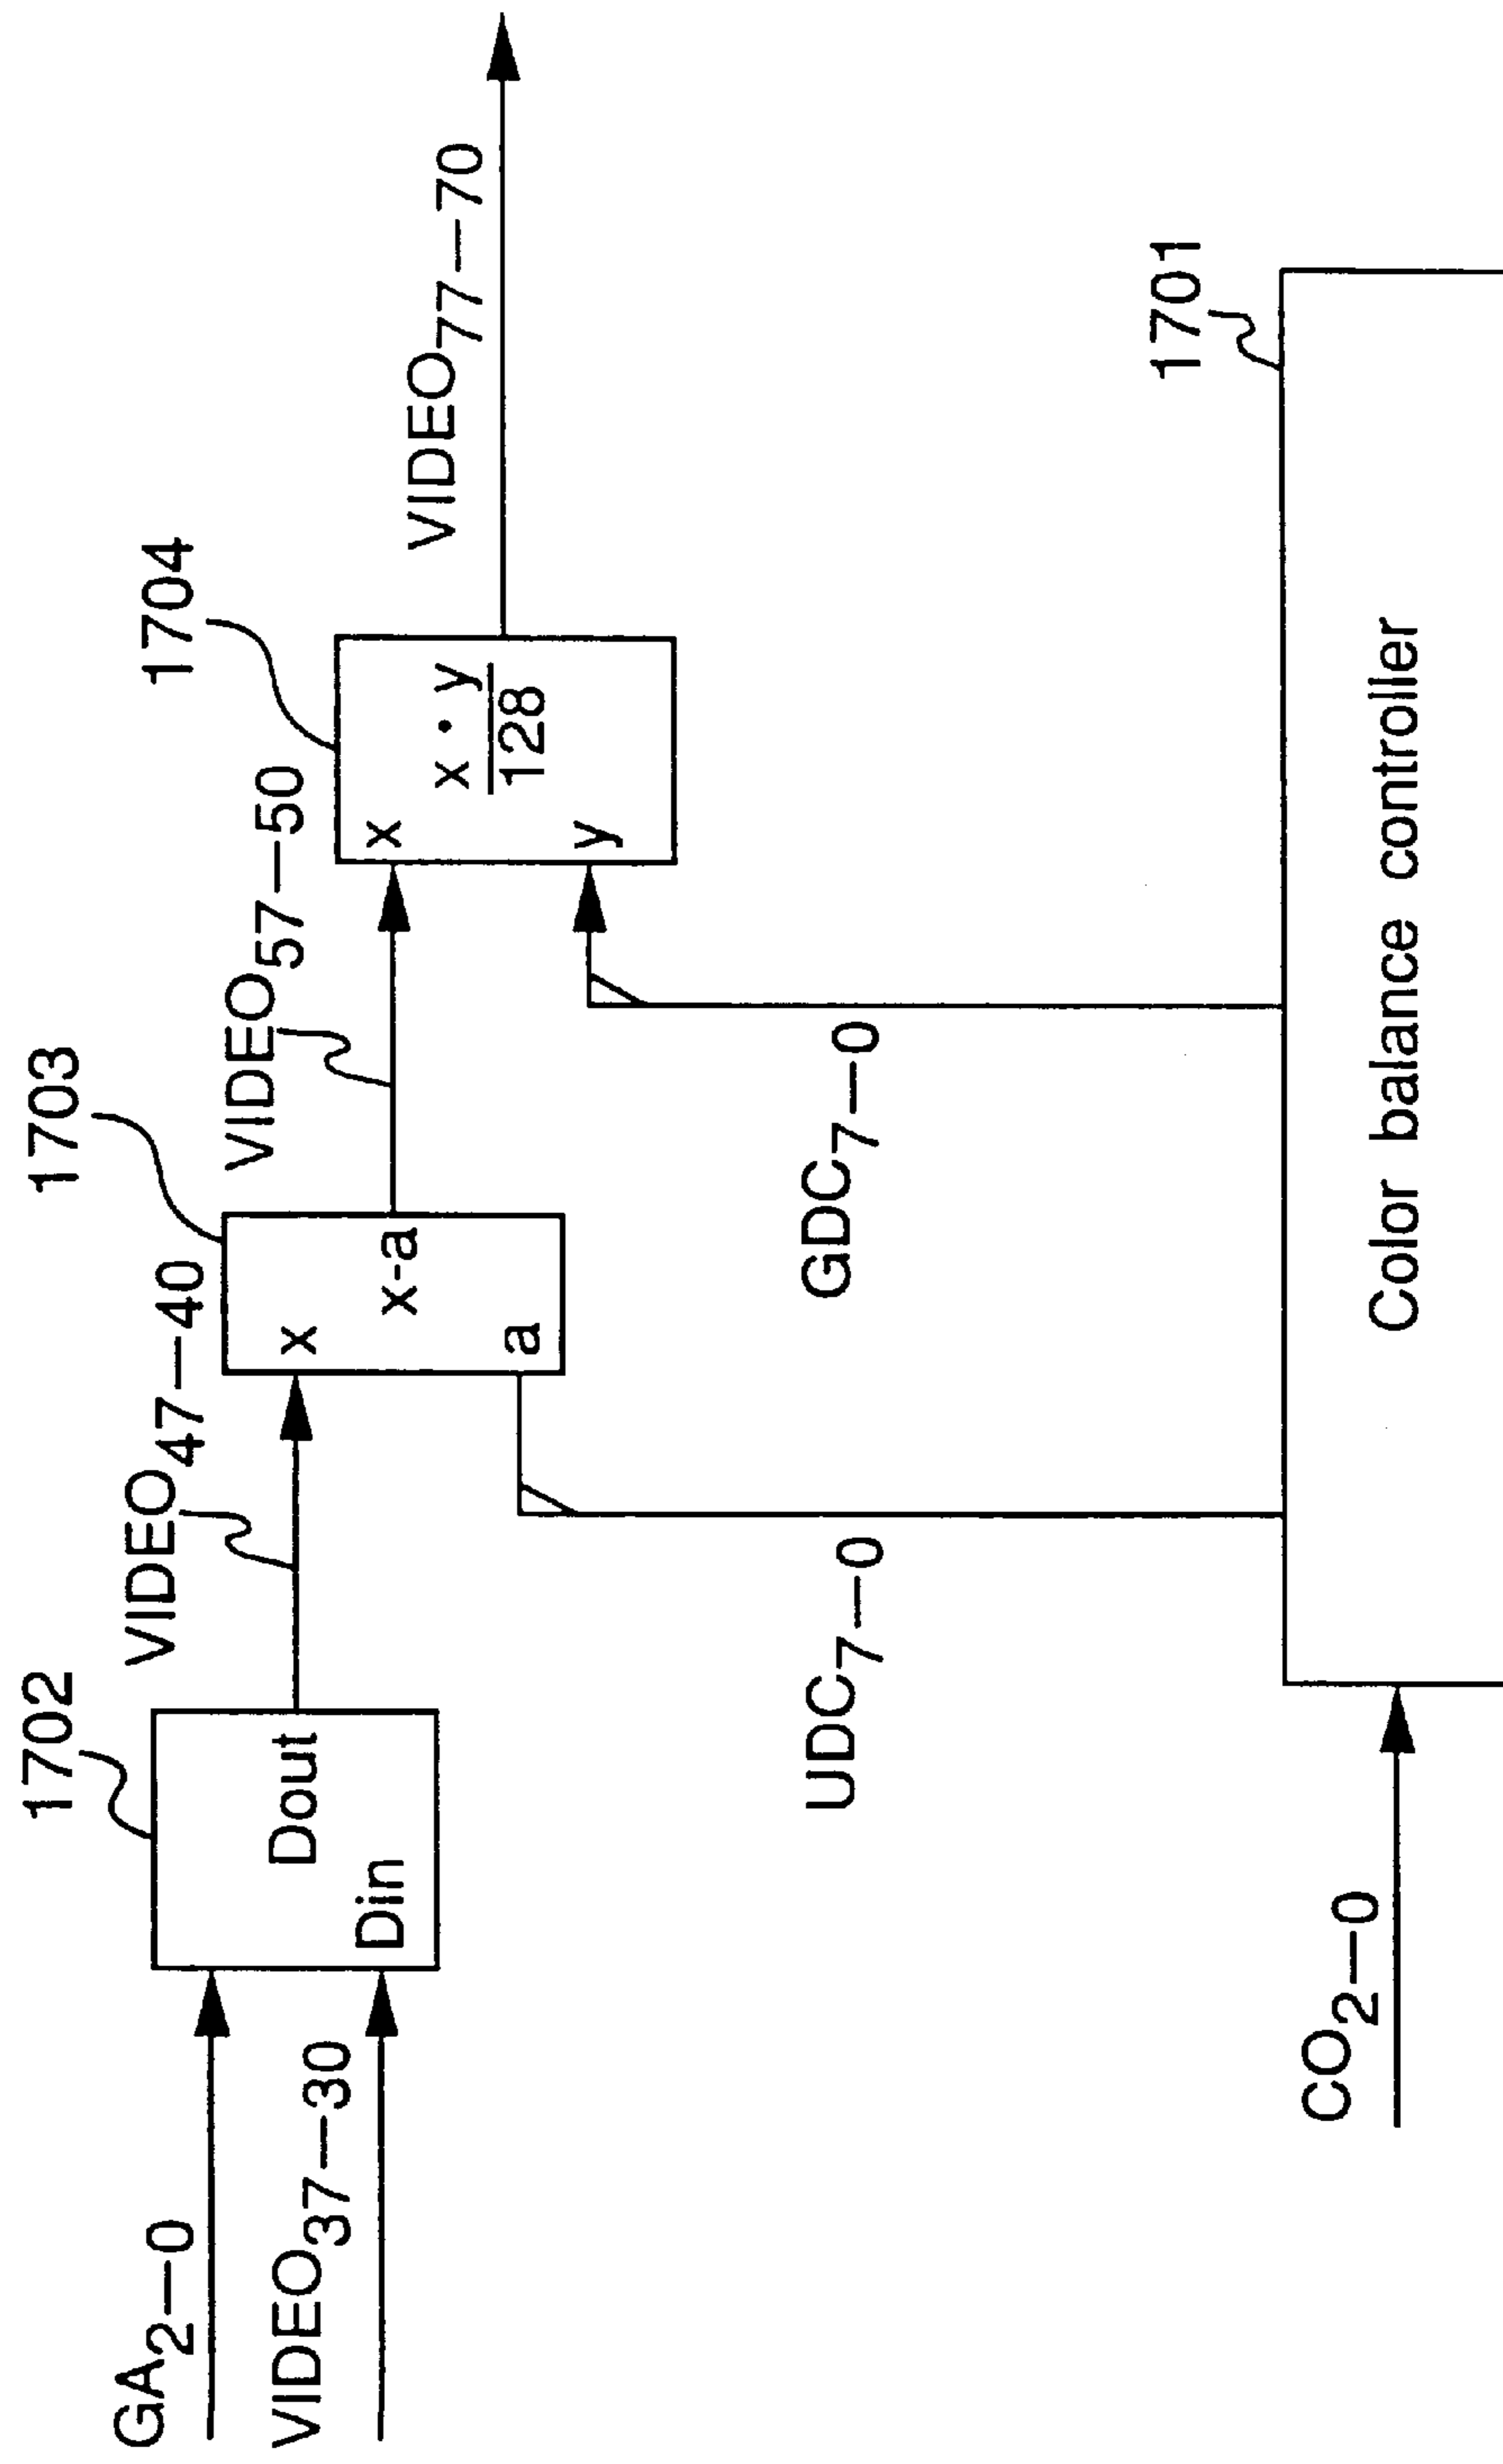 GA2–0
VIDEO37–30
1702
Dout
Din
VIDEO47–40
1703
x
x-a
a
VIDEO57–50
1704
x
x · y
128
y
VIDEO77–70
UDC7–0
GDC7–0
CO2–0
1701
Color balance controller